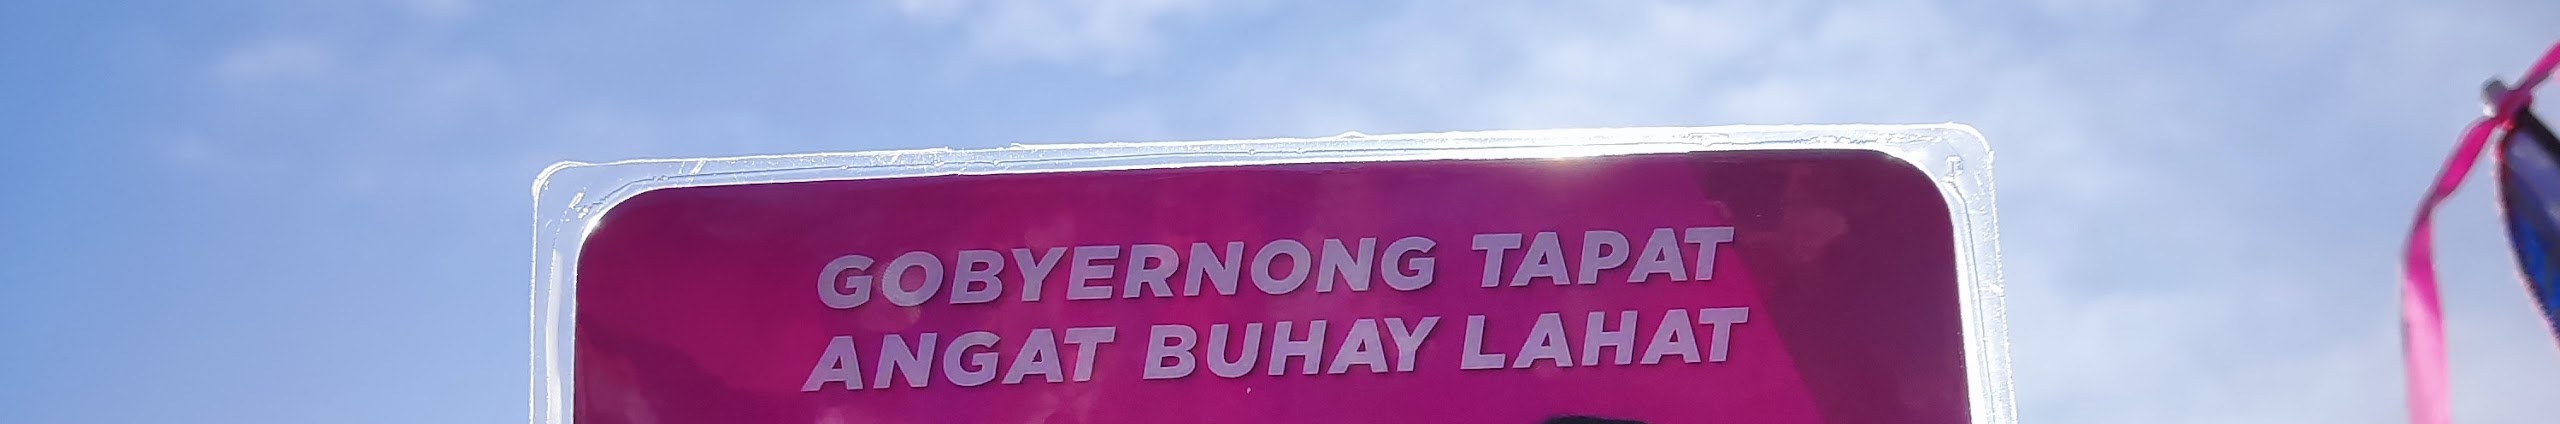 GOBYERNONG TAPAT
ANGAT BUHAY LAHAT